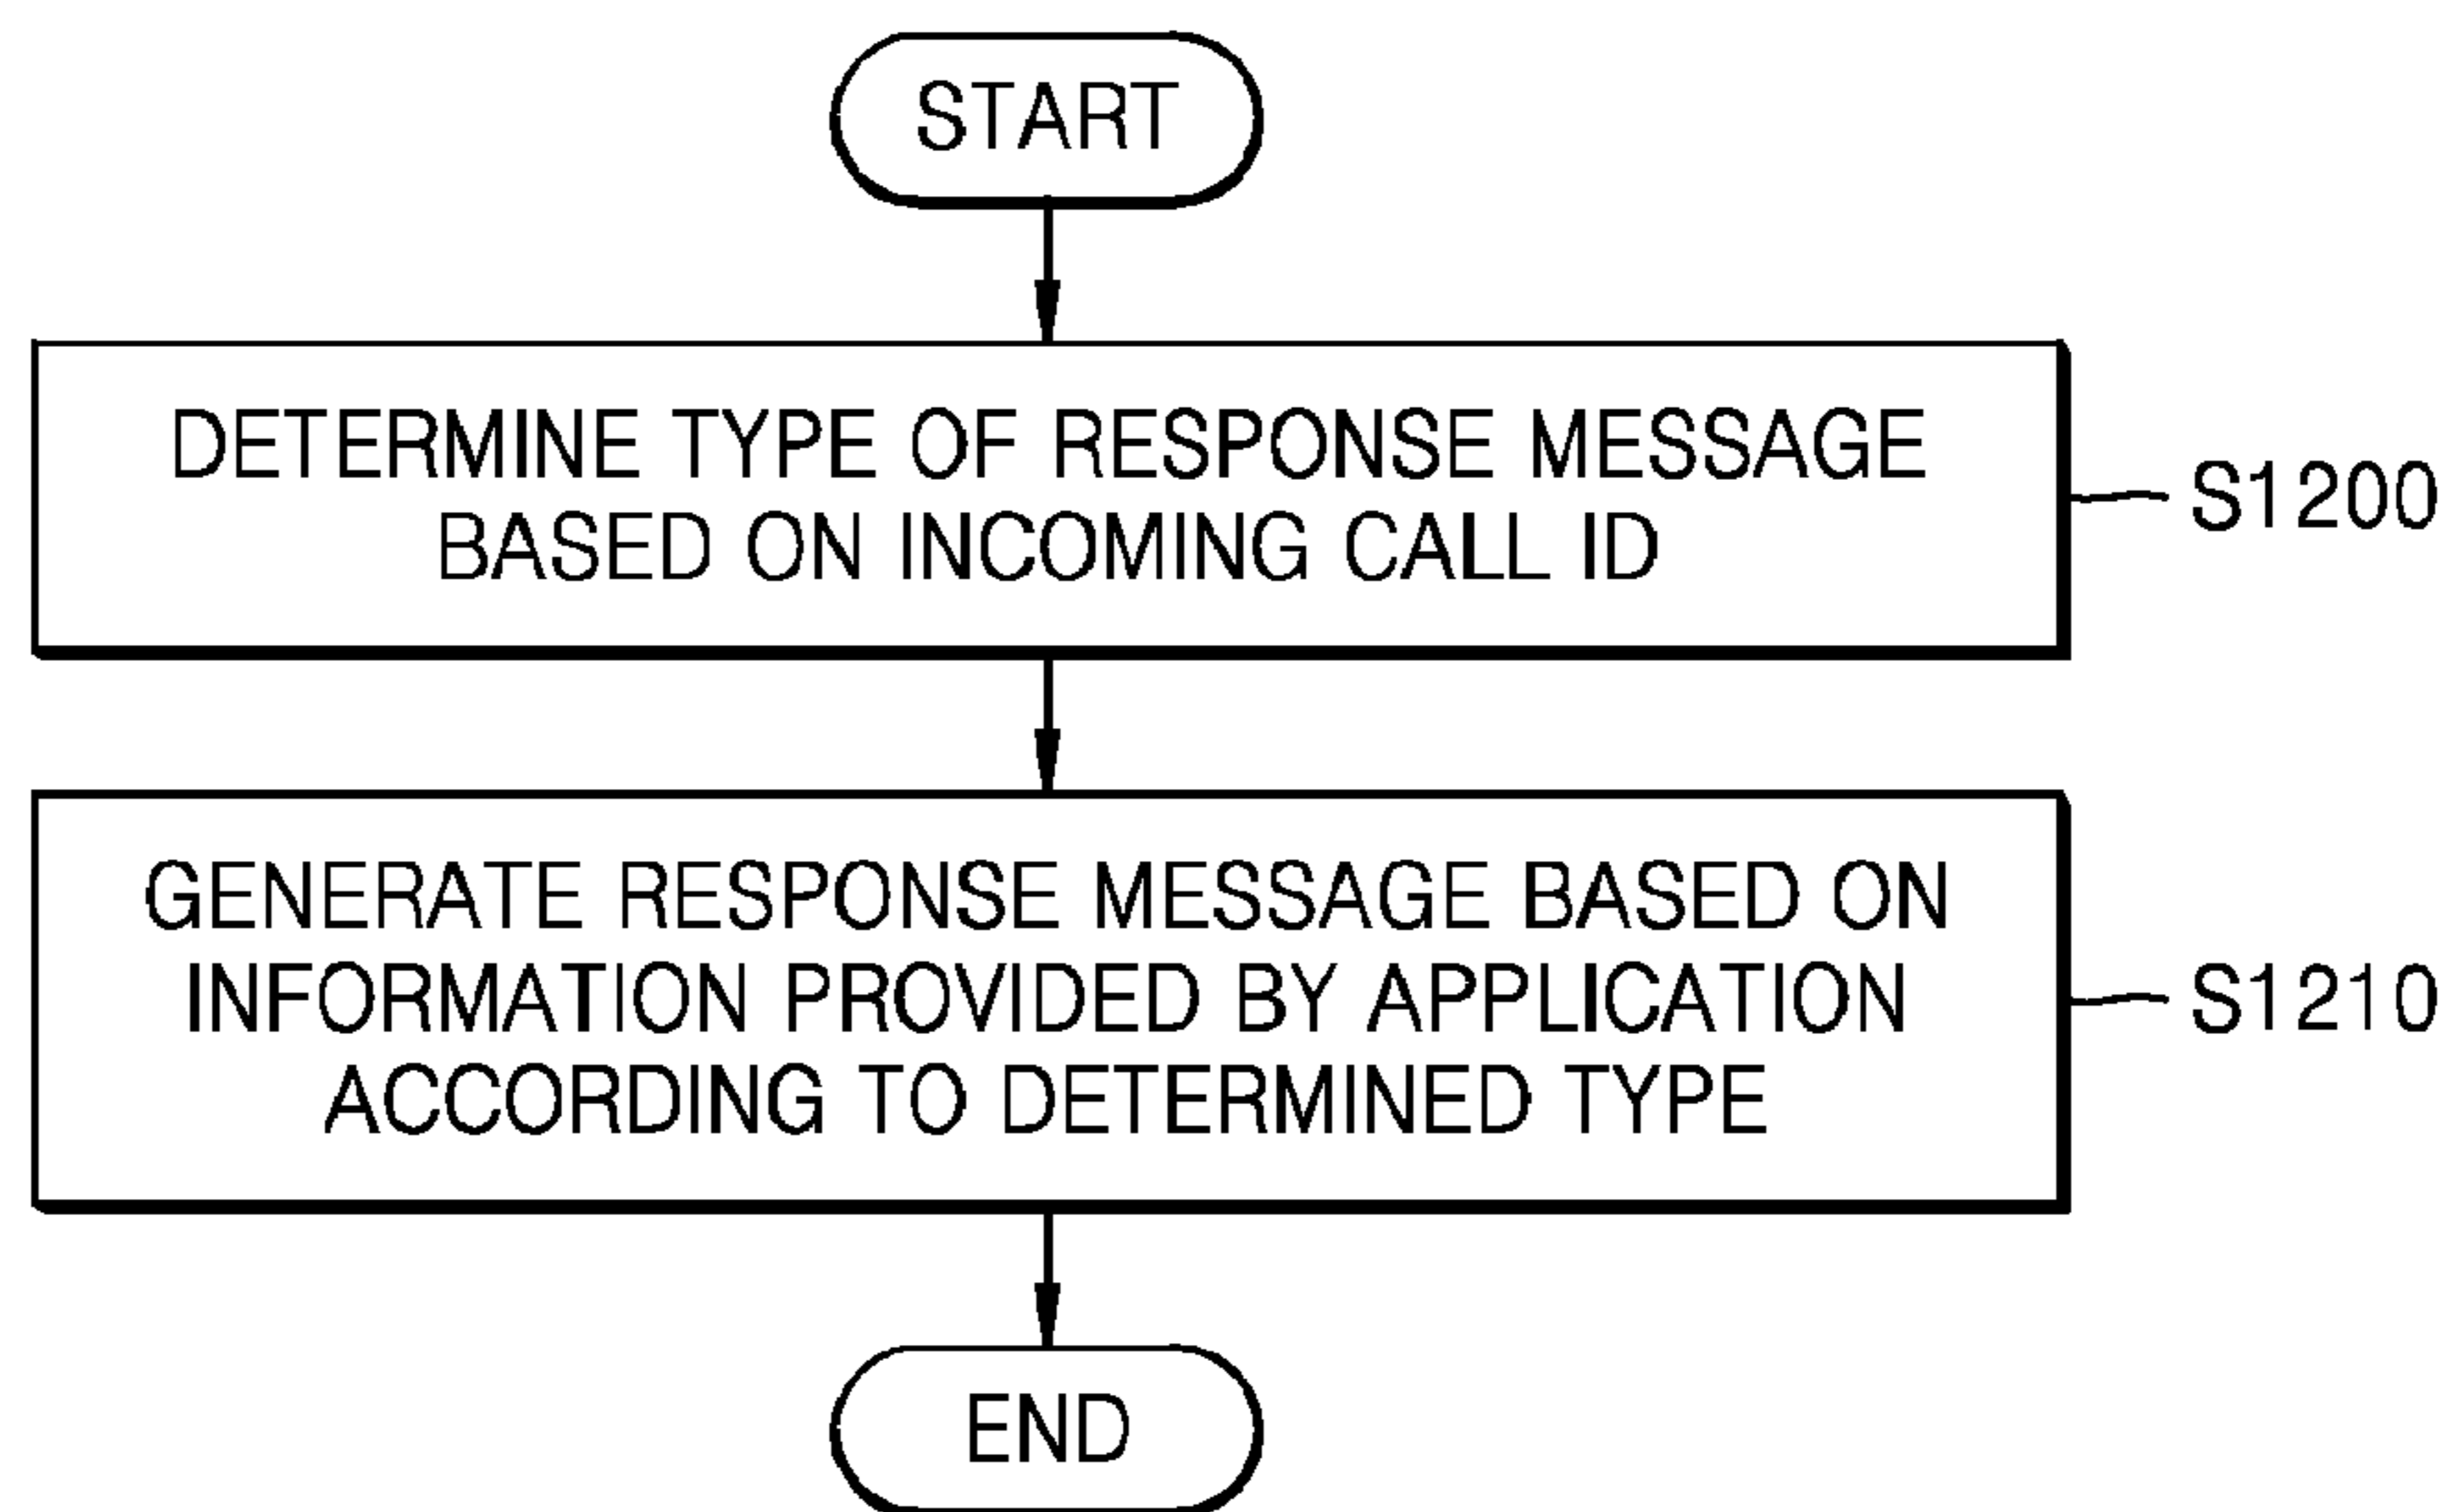 START
DETERMINE TYPE OF RESPONSE MESSAGE
BASED ON INCOMING CALL ID
S1200
GENERATE RESPONSE MESSAGE BASED ON
INFORMATION PROVIDED BY APPLICATION
ACCORDING TO DETERMINED TYPE
S1210
END